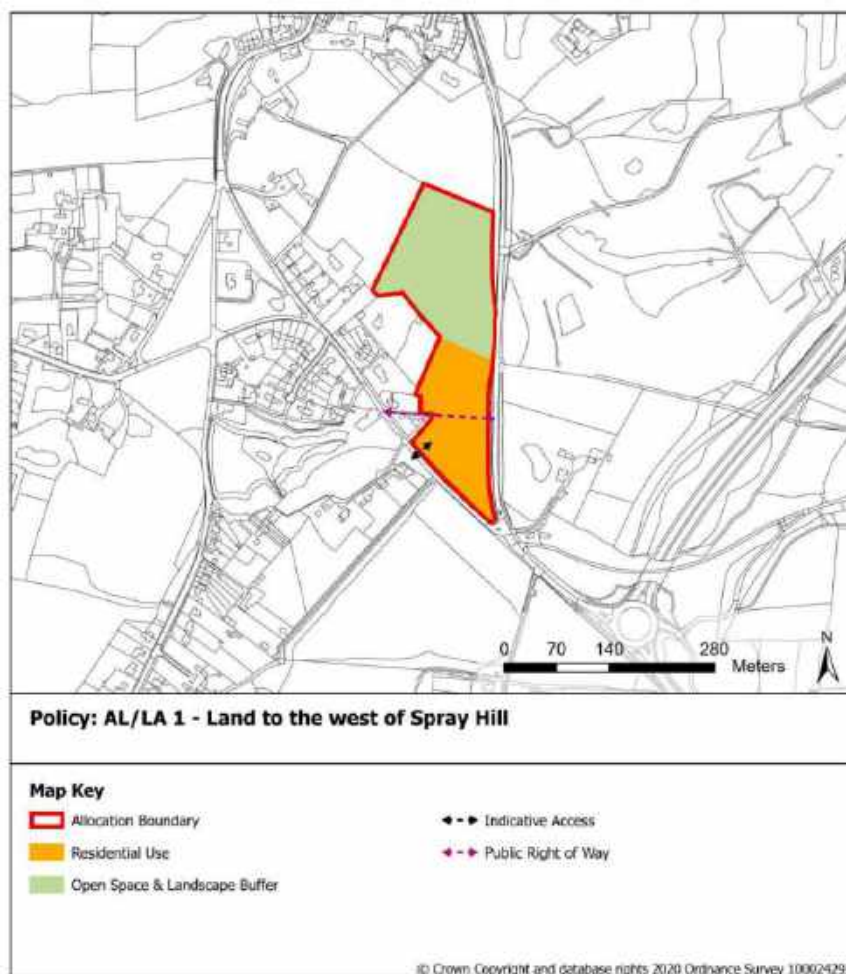 0 70 140 280
Meters
N
Policy: AL/LA 1 - Land to the west of Spray Hill
Map Key
Allocation Boundary
Residential Use
Open Space & Landscape Buffer
Indicative Access
Public Right of Way
© Crown Copyright and database rights 2020 Ordnance Survey 10002429